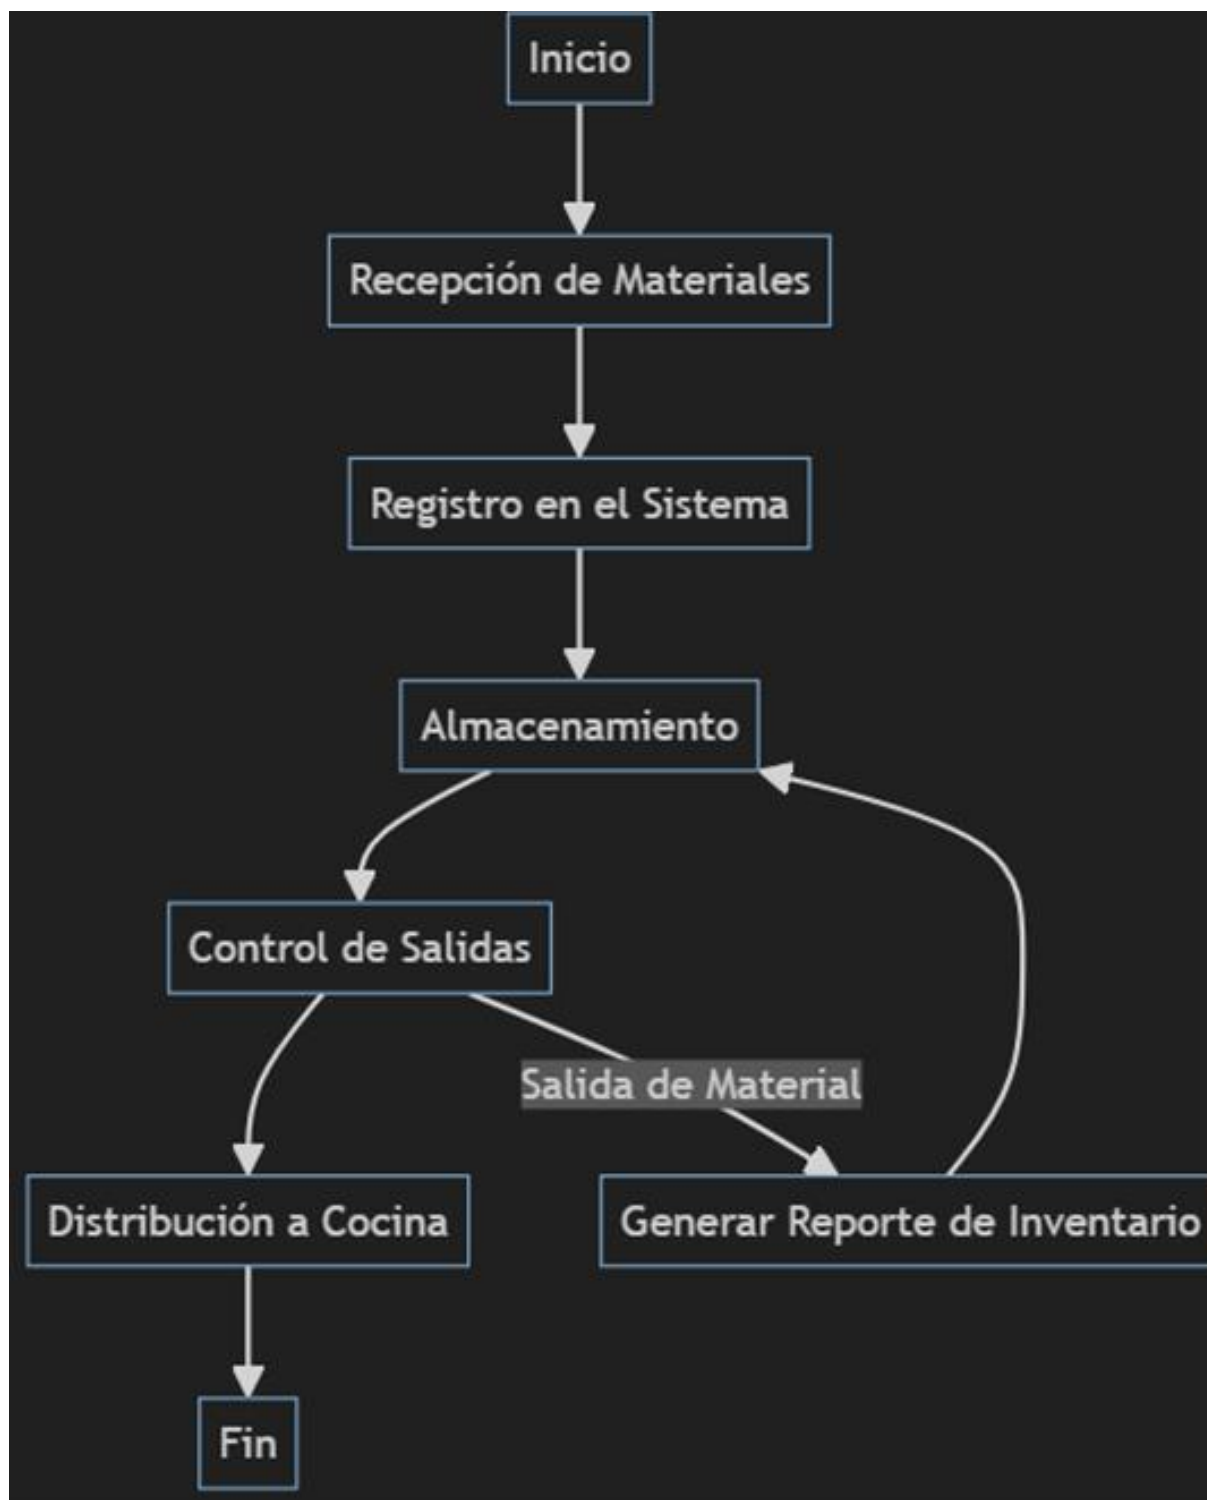 Inicio
Recepción de Materiales
Registro en el Sistema
Almacenamiento
Control de Salidas
Salida de Material
Distribución a Cocina
Generar Reporte de Inventario
Fin